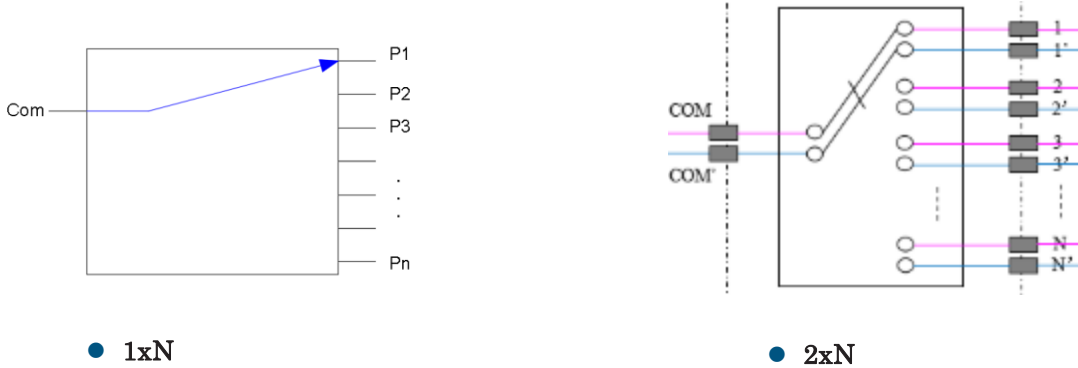 Com
P1
P2
P3
.
.
.
Pn
1xN
COM
COM'
1
1'
2
2'
3
3'
N
N'
2xN